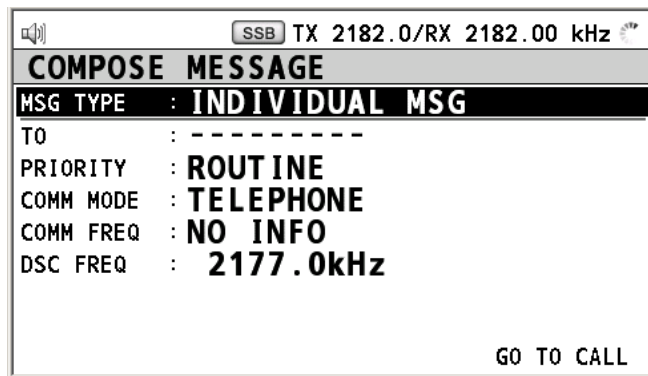 SSB TX 2182.0/RX 2182.00 kHz
COMPOSE MESSAGE
MSG TYPE : INDIVIDUAL MSG
TO : ---------
PRIORITY : ROUTINE
COMM MODE : TELEPHONE
COMM FREQ : NO INFO
DSC FREQ : 2177.0kHz
GO TO CALL